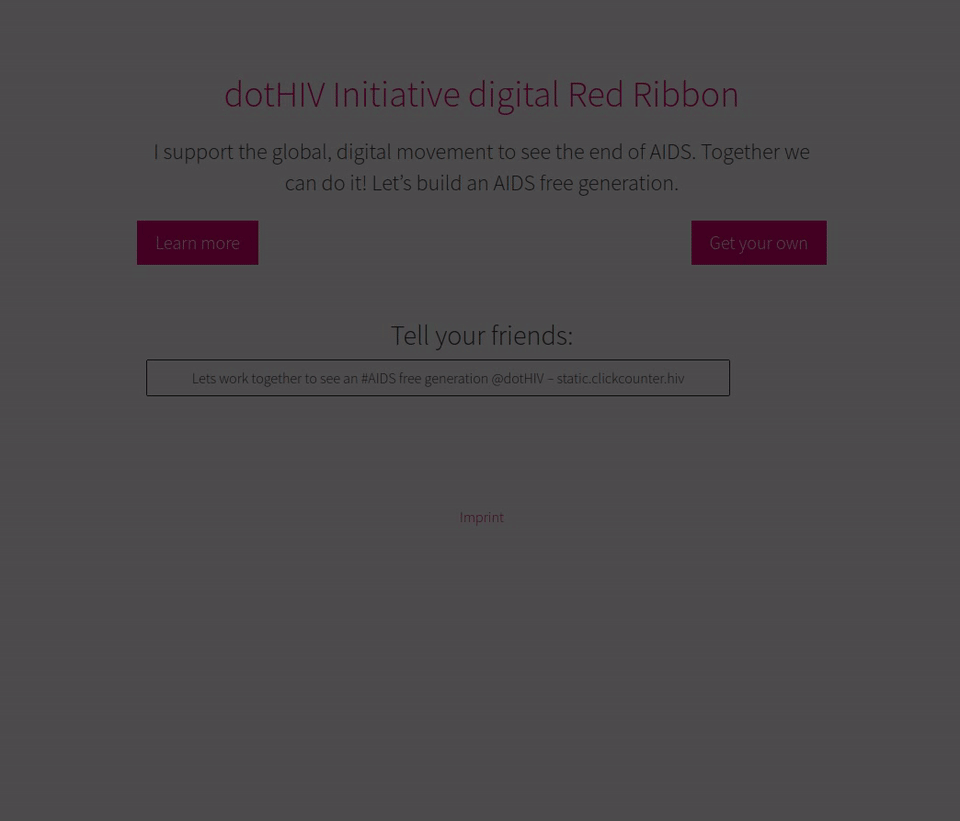 dotHIV Initiative digital Red Ribbon
I support the global, digital movement to see the end of AIDS. Together we
can do it! Let’s build an AIDS free generation.
Learn more
Get your own
Tell your friends:
Lets work together to see an #AIDS free generation @dotHIV – static.clickcounter.hiv
Imprint